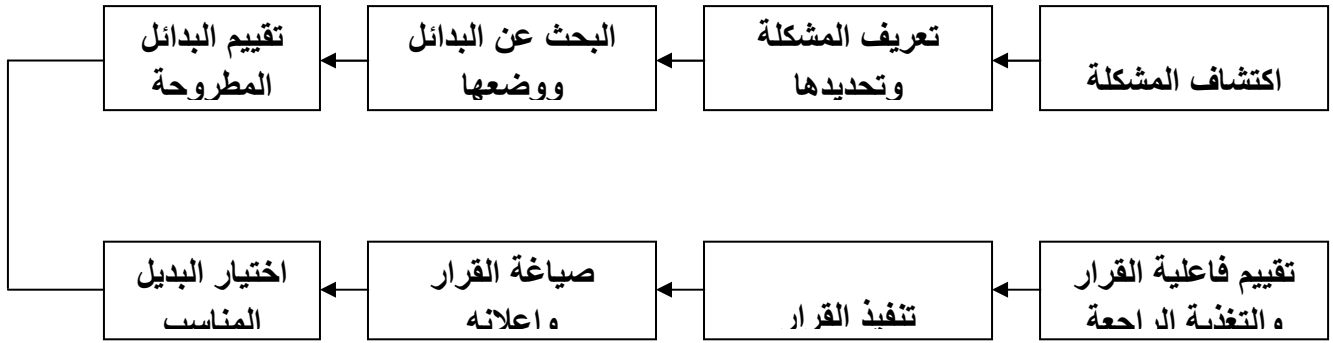 اكتشاف المشكلة
تعريف المشكلة
وتحديدها
البحث عن البدائل
ووضعها
تقييم البدائل
المطروحة
تقييم فاعلية القرار
والتغذية الراجعة
تنفيذ القرار
صياغة القرار
وإعلانه
اختيار البديل
المناسب